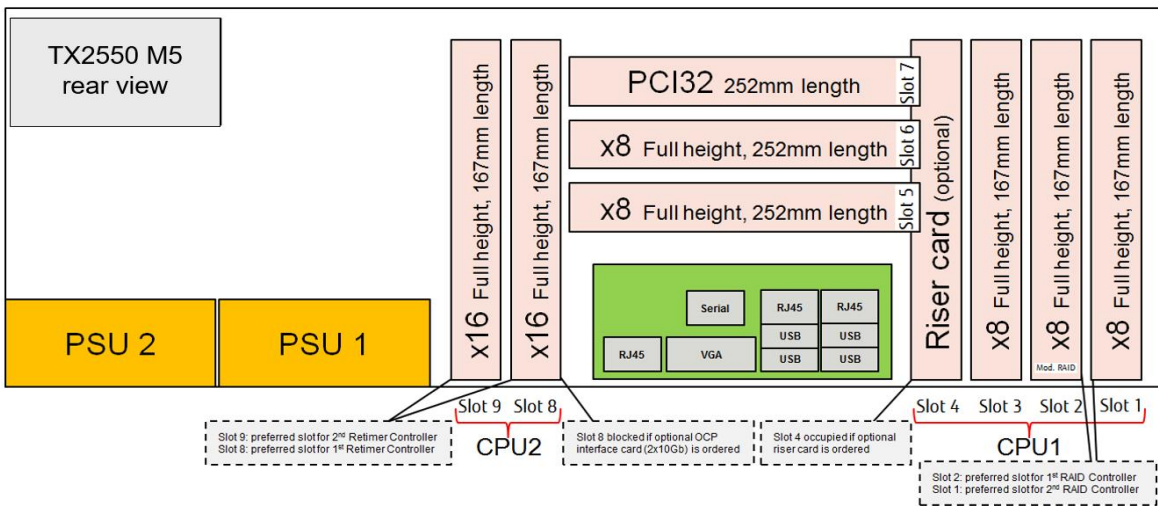 TX2550 M5
rear view
PSU 2
PSU 1
x16 Full height, 167mm length
x16 Full height, 167mm length
PCI32 252mm length
Slot 7
x8 Full height, 252mm length
Slot 6
x8 Full height, 252mm length
Slot 5
Riser card (optional)
x8 Full height, 167mm length
x8 Full height, 167mm length
Mod. RAID
x8 Full height, 167mm length
Serial
RJ45
RJ45
USB
USB
RJ45
VGA
USB
USB
Slot 9
Slot 8
CPU2
Slot 4
Slot 3
Slot 2
Slot 1
CPU1
Slot 9: preferred slot for 2nd Retimer Controller
Slot 8: preferred slot for 1st Retimer Controller
Slot 8 blocked if optional OCP
interface card (2x10Gb) is ordered
Slot 4 occupied if optional
riser card is ordered
Slot 2: preferred slot for 1st RAID Controller
Slot 1: preferred slot for 2nd RAID Controller